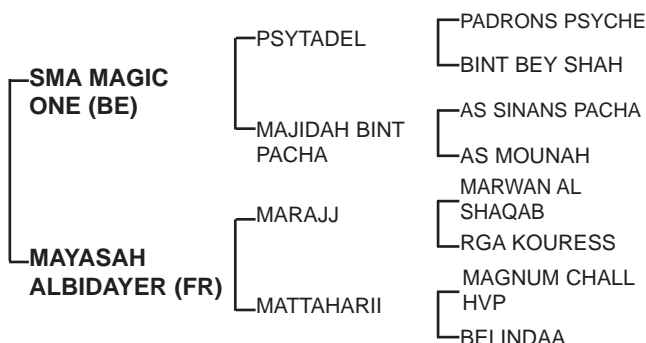 SMA MAGIC
ONE (BE)
PSYTADEL
PADRONS PSYCHE
BINT BEY SHAH
MAJIDAH BINT
PACHA
AS SINANS PACHA
AS MOUNAH
MAYASAH
ALBIDAYER (FR)
MARAJJ
MARWAN AL
SHAQAB
RGA KOURESS
MATTAHARII
MAGNUM CHALL
HVP
BELINDAA